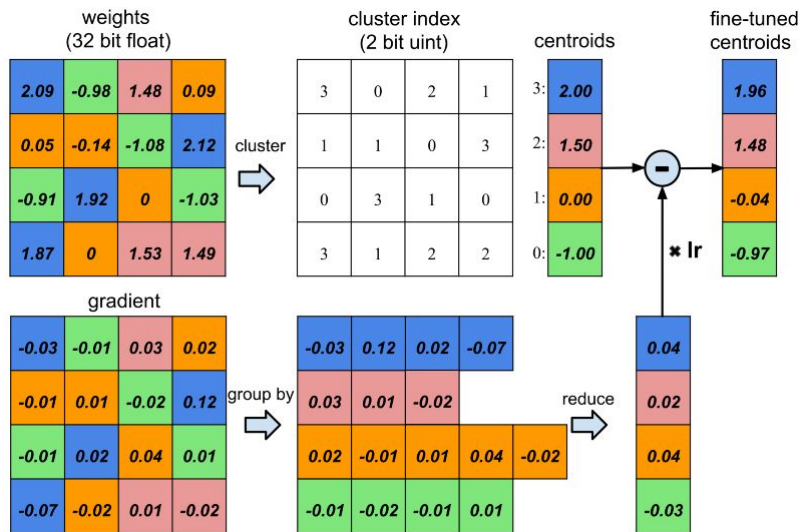 weights
(32 bit float)
cluster index
(2 bit uint)
centroids
fine-tuned
centroids
2.09 -0.98 1.48 0.09
0.05 -0.14 -1.08 2.12
-0.91 1.92 0 -1.03
1.87 0 1.53 1.49
cluster
3 0 2 1
1 1 0 3
0 3 1 0
3 1 2 2
3: 2.00
2: 1.50
1: 0.00
0: -1.00
-
× lr
1.96
1.48
-0.04
-0.97
gradient
-0.03 -0.01 0.03 0.02
-0.01 0.01 -0.02 0.12
-0.01 0.02 0.04 0.01
-0.07 -0.02 0.01 -0.02
group by
-0.03 0.12 0.02 -0.07
0.03 0.01 -0.02
0.02 -0.01 0.01 0.04 -0.02
-0.01 -0.02 -0.01 0.01
reduce
0.04
0.02
0.04
-0.03